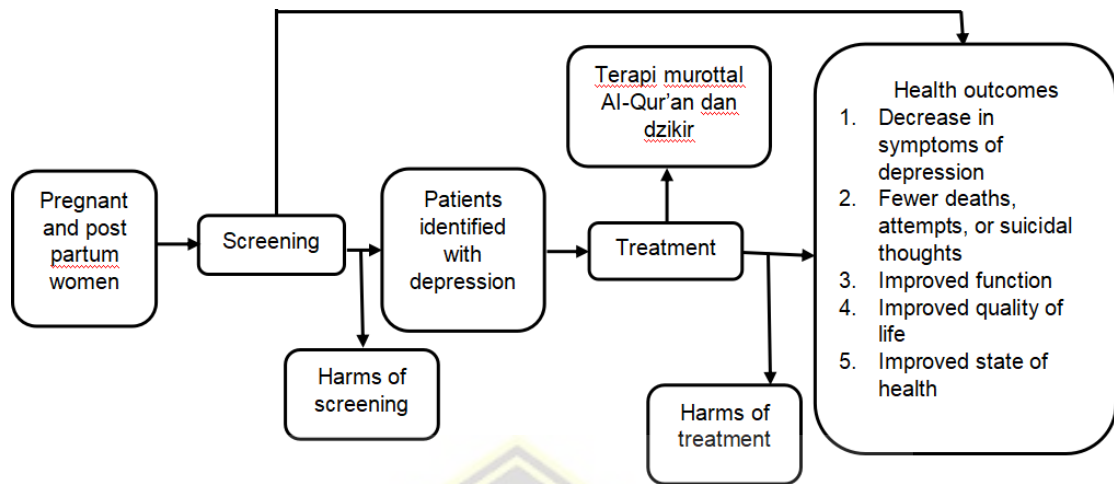 Pregnant
and post
partum
women
Screening
Harms of
screening
Patients
identified
with
depression
Treatment
Terapi murottal
Al-Qur'an dan
dzikir
Harms of
treatment
Health outcomes
1. Decrease in
symptoms of
depression
2. Fewer deaths,
attempts, or suicidal
thoughts
3. Improved function
4. Improved quality of
life
5. Improved state of
health